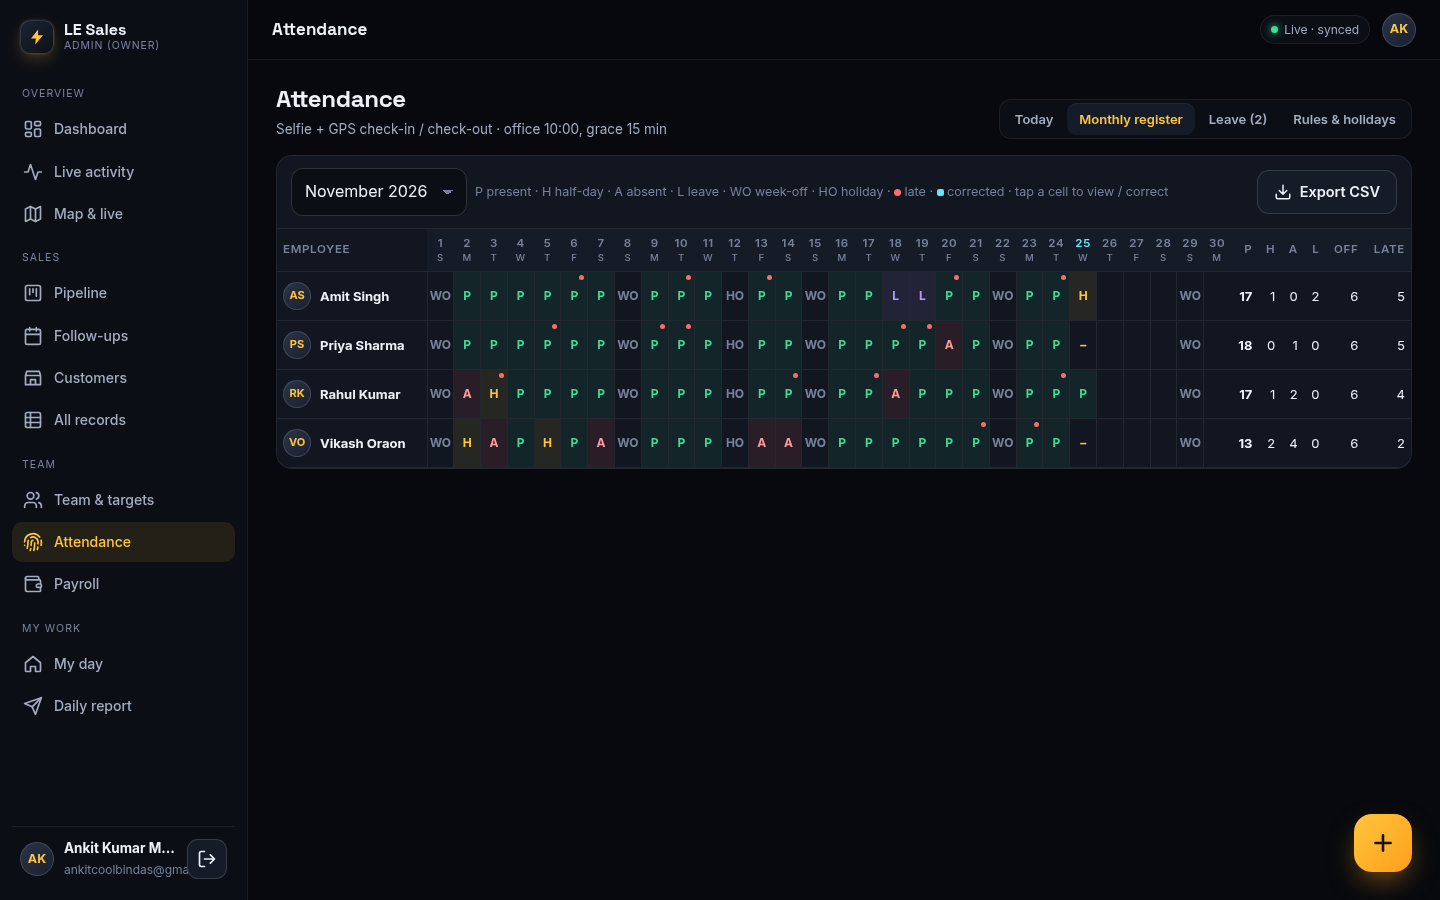 LE Sales
ADMIN (OWNER)
OVERVIEW
Dashboard
Live activity
Map & live
SALES
Pipeline
Follow-ups
Customers
All records
TEAM
Team & targets
Attendance
Payroll
MY WORK
My day
Daily report
AK
Ankit Kumar M...
ankitcoolbindas@gma
Attendance
Live · synced
AK
Attendance
Selfie + GPS check-in / check-out · office 10:00, grace 15 min
Today Monthly register Leave (2) Rules & holidays
November 2026
P present · H half-day · A absent · L leave · WO week-off · HO holiday · late · corrected · tap a cell to view / correct
Export CSV
EMPLOYEE 1 2 3 4 5 6 7 8 9 10 11 12 13 14 15 16 17 18 19 20 21 22 23 24 25 26 27 28 29 30 P H A L OFF LATE
S M T W T F S S M T W T F S S M T W T F S S M T W T F S S M
AS Amit Singh WO P P P P P P WO P P P HO P P WO P P L L P P WO P P H WO 17 1 0 2 6 5
PS Priya Sharma WO P P P P P P WO P P P HO P P WO P P P P A P WO P P – WO 18 0 1 0 6 5
RK Rahul Kumar WO A H P P P P WO P P P HO P P WO P P A P P P WO P P P WO 17 1 2 0 6 4
VO Vikash Oraon WO H A P H P A WO P P P HO A A WO P P P P P P WO P P – WO 13 2 4 0 6 2